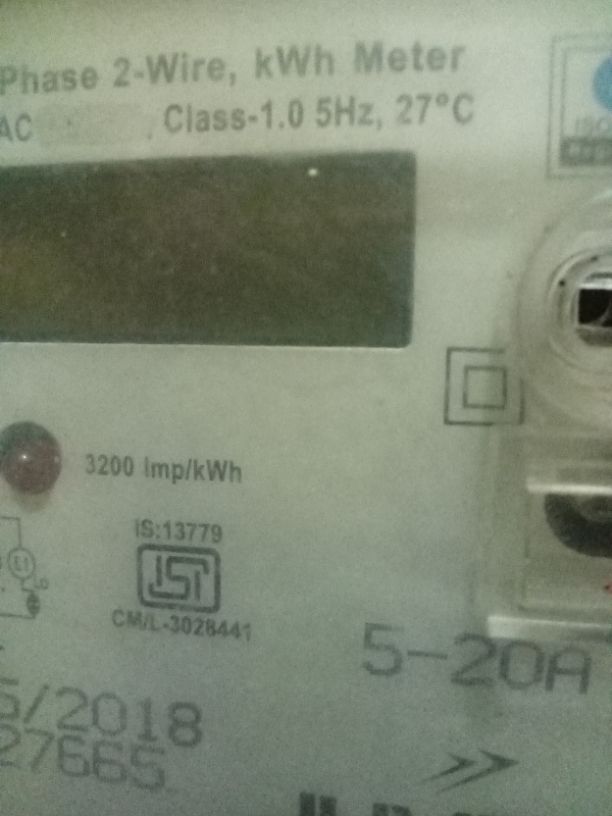 Phase 2-Wire, kWh Meter
AC Class-1.0 5Hz, 27°C
3200 Imp/kWh
IS:13779
ISI
CM/L-3028441
5-20A
/2018
27665